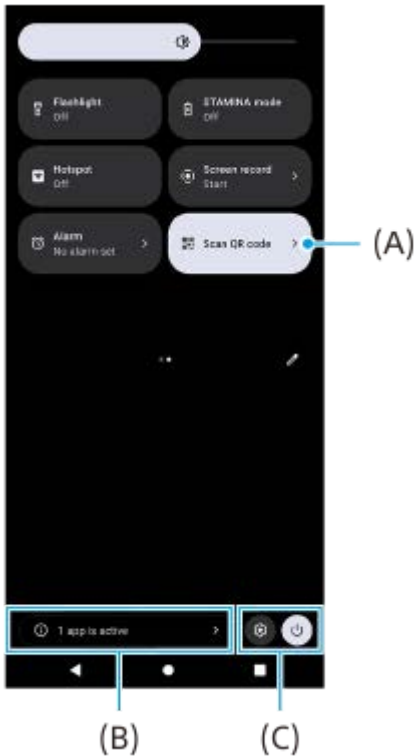 Flashlight
Off
STAMINA mode
Off
Hotspot
Off
Screen record
Start
Alarm
No alarm set
Scan QR code
(A)
1 app is active
(B)
(C)